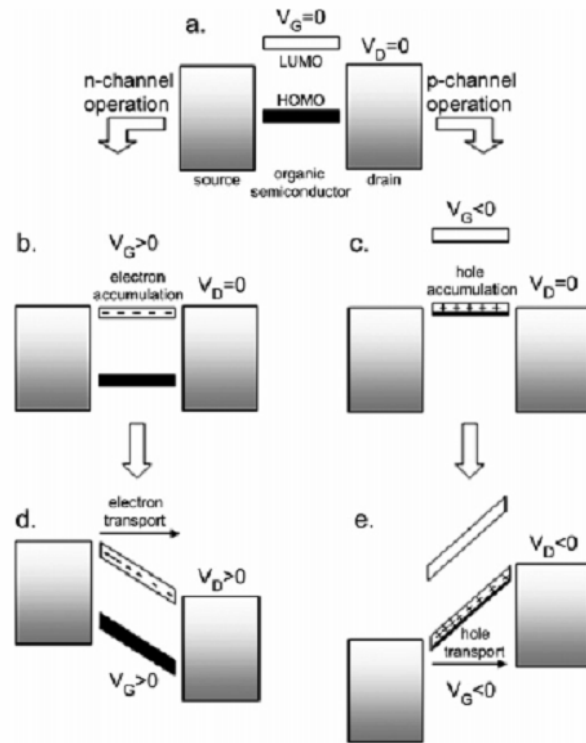 a.
V_G=0
LUMO
V_D=0
n-channel
operation
HOMO
p-channel
operation
source
organic
semiconductor
drain
b.
V_G>0
electron
accumulation
V_D=0
c.
V_G<0
hole
accumulation
V_D=0
d.
electron
transport
V_D>0
V_G>0
e.
V_D<0
hole
transport
V_G<0